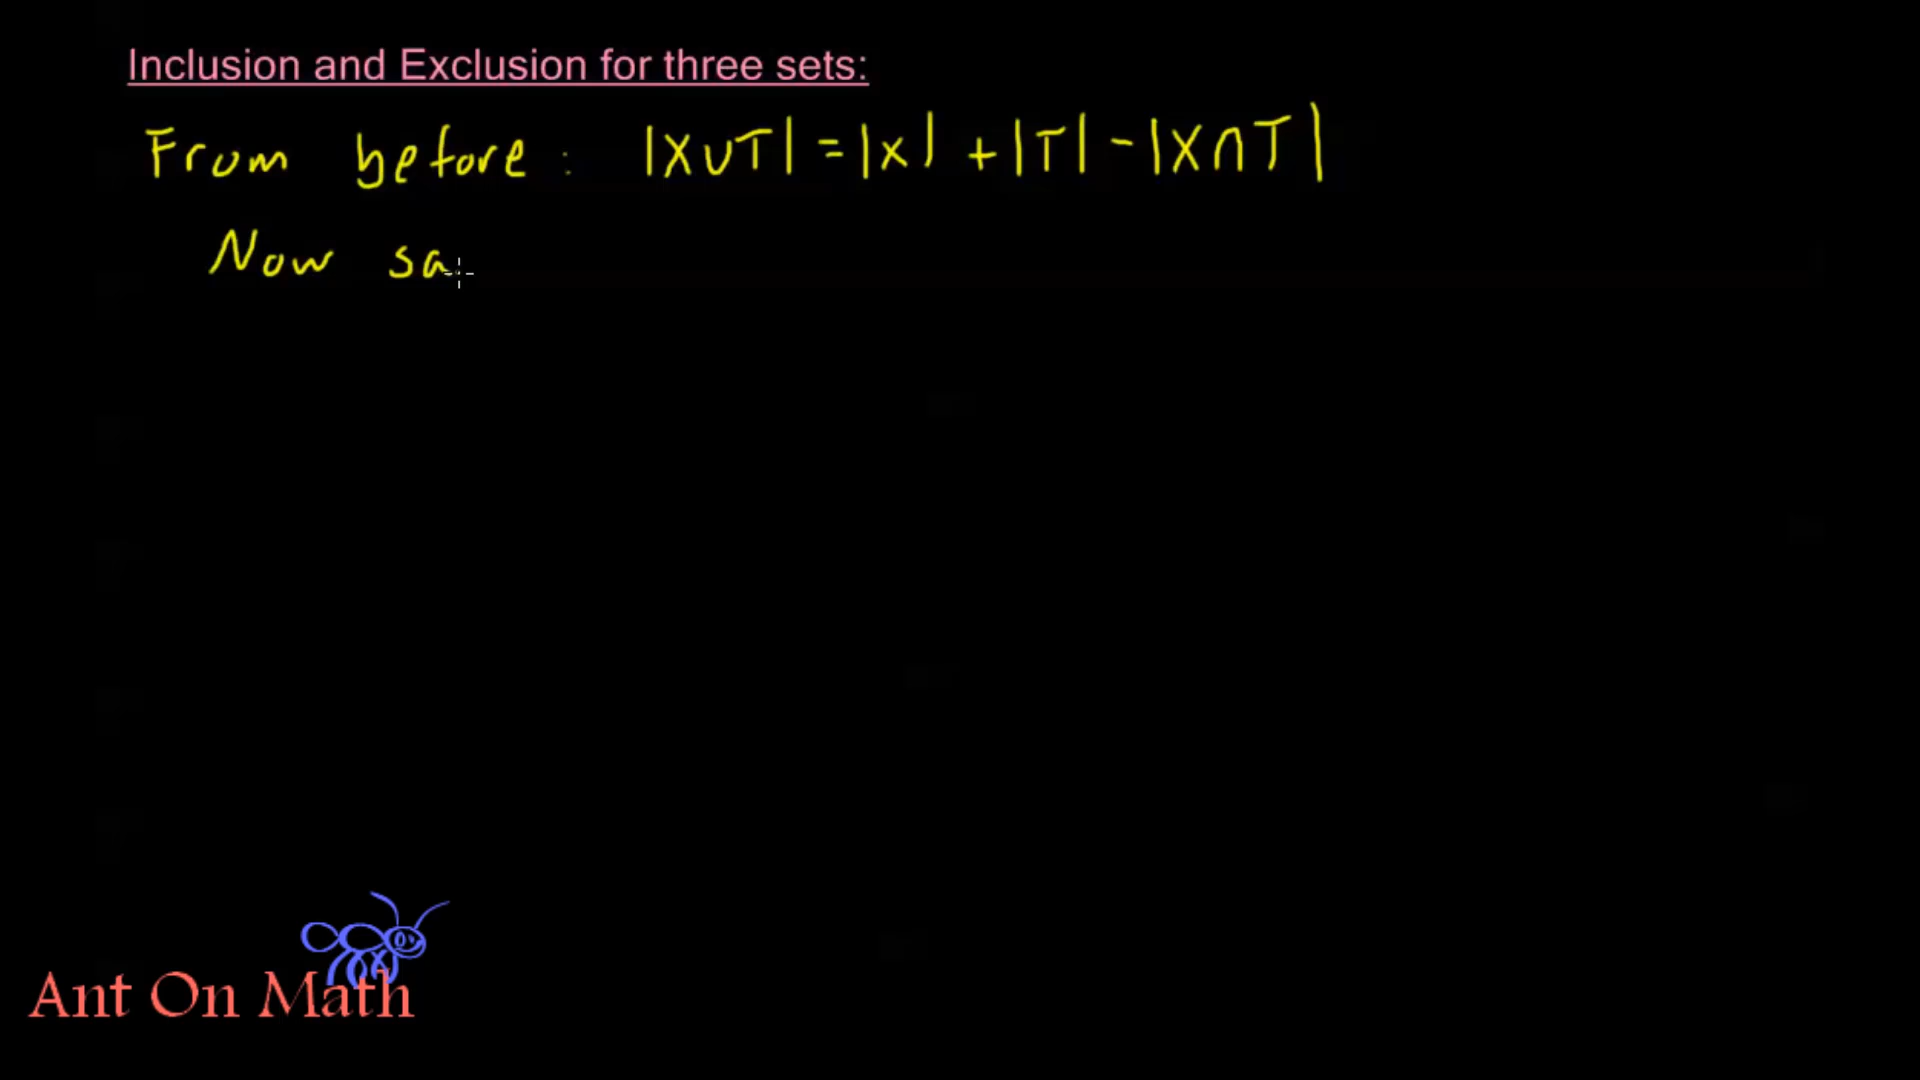 Inclusion and Exclusion for three sets:
From before: |X∪T| = |X| + |T| - |X∩T|
Now sa
Ant On Math